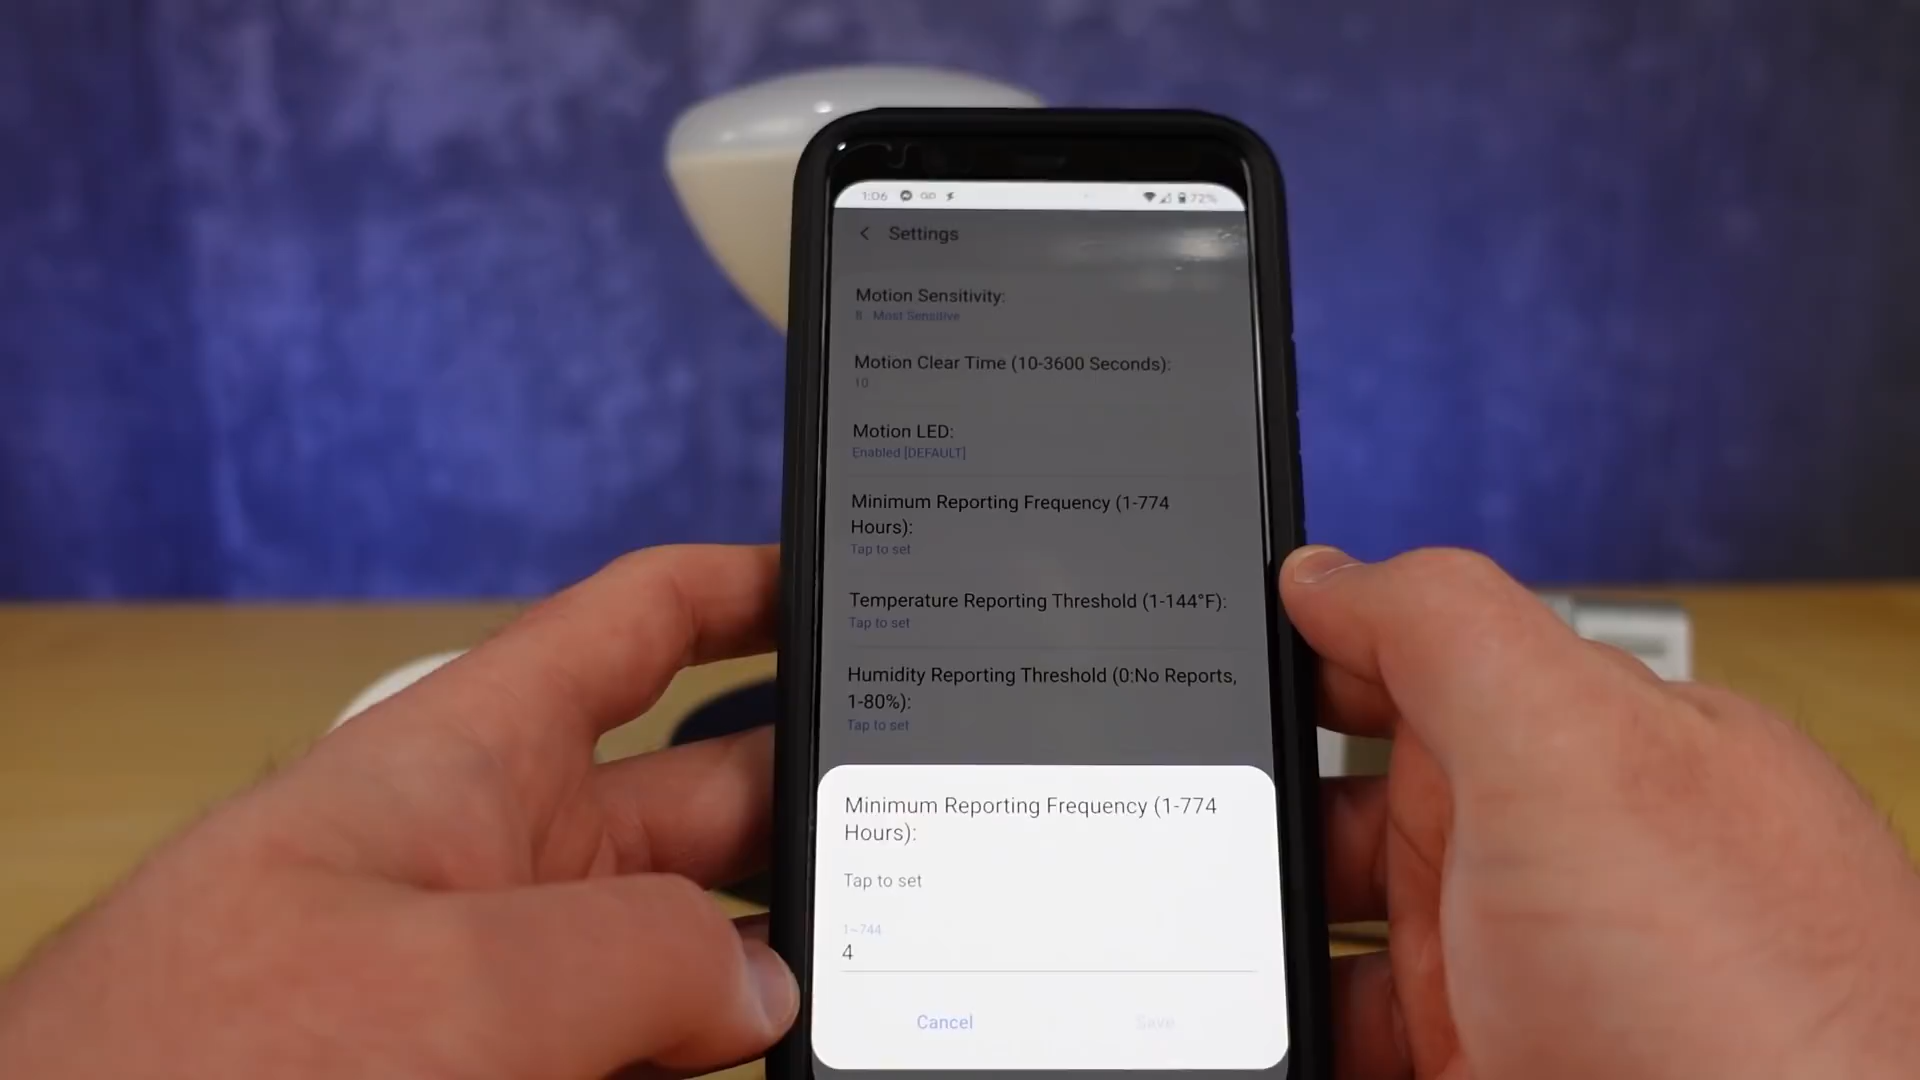 1:06 72%
Settings
Motion Sensitivity:
8 Most Sensitive
Motion Clear Time (10-3600 Seconds):
10
Motion LED:
Enabled [DEFAULT]
Minimum Reporting Frequency (1-774
Hours):
Tap to set
Temperature Reporting Threshold (1-144°F):
Tap to set
Humidity Reporting Threshold (0:No Reports,
1-80%):
Tap to set
Minimum Reporting Frequency (1-774
Hours):
Tap to set
1~744
4
Cancel Save